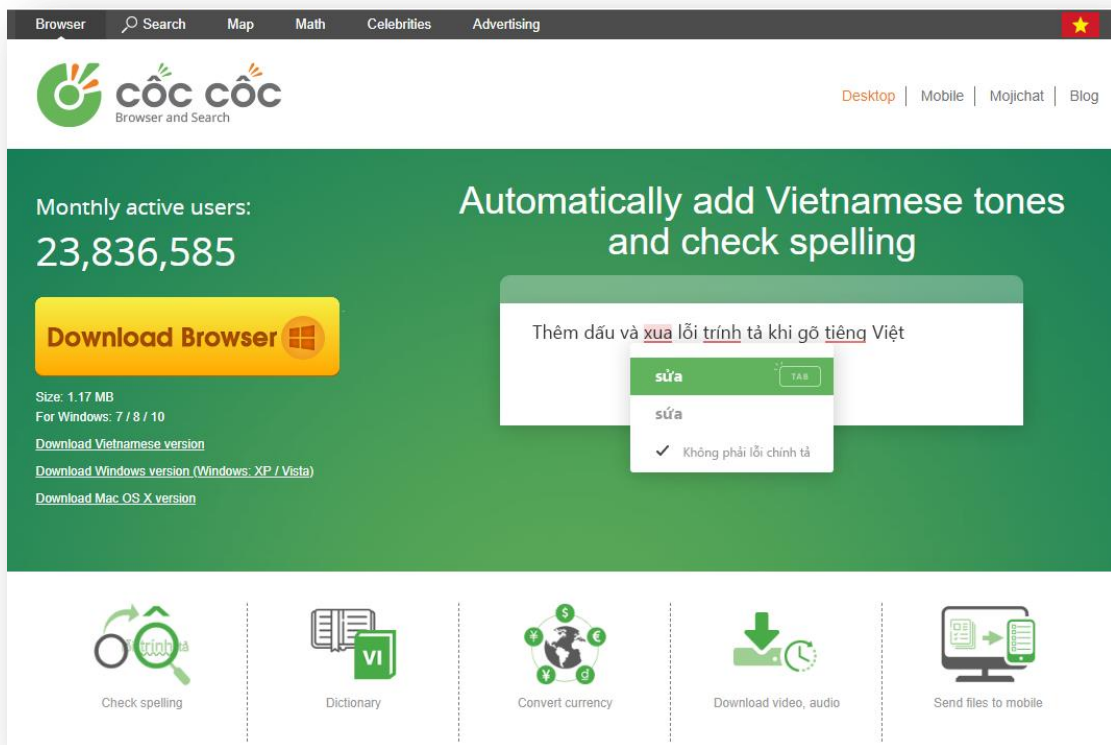 Browser Search Map Math Celebrities Advertising
cốc cốc
Browser and Search
Desktop | Mobile | Mojichat | Blog
Monthly active users:
23,836,585
Download Browser
Size: 1.17 MB
For Windows: 7 / 8 / 10
Download Vietnamese version
Download Windows version (Windows: XP / Vista)
Download Mac OS X version
Automatically add Vietnamese tones
and check spelling
Thêm dấu và xua lỗi trính tả khi gõ tiêng Việt
sửa TAB
sứa
Không phải lỗi chính tả
trính tả
VI
$ ¥ € ¥ ₫
Check spelling
Dictionary
Convert currency
Download video, audio
Send files to mobile